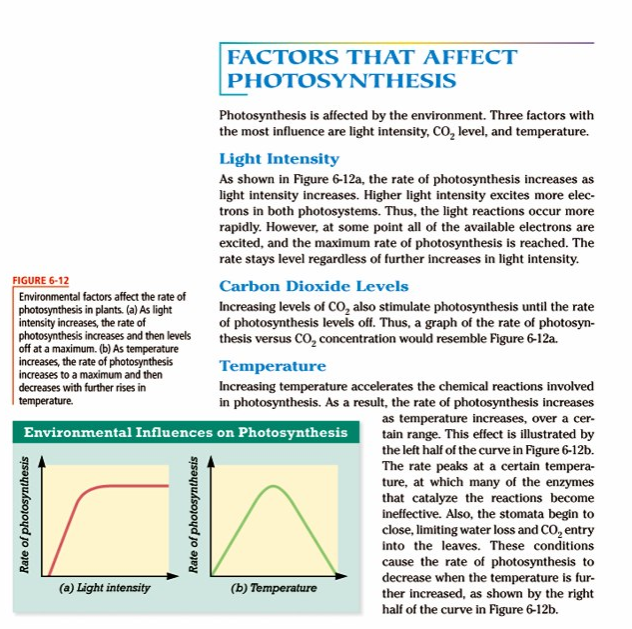 FACTORS THAT AFFECT
PHOTOSYNTHESIS
Photosynthesis is affected by the environment. Three factors with
the most influence are light intensity, CO₂ level, and temperature.
Light Intensity
As shown in Figure 6-12a, the rate of photosynthesis increases as
light intensity increases. Higher light intensity excites more elec-
trons in both photosystems. Thus, the light reactions occur more
rapidly. However, at some point all of the available electrons are
excited, and the maximum rate of photosynthesis is reached. The
rate stays level regardless of further increases in light intensity.
Carbon Dioxide Levels
Increasing levels of CO₂ also stimulate photosynthesis until the rate
of photosynthesis levels off. Thus, a graph of the rate of photosyn-
thesis versus CO₂ concentration would resemble Figure 6-12a.
Temperature
Increasing temperature accelerates the chemical reactions involved
in photosynthesis. As a result, the rate of photosynthesis increases
as temperature increases, over a cer-
tain range. This effect is illustrated by
the left half of the curve in Figure 6-12b.
The rate peaks at a certain tempera-
ture, at which many of the enzymes
that catalyze the reactions become
ineffective. Also, the stomata begin to
close, limiting water loss and CO₂ entry
into the leaves. These conditions
cause the rate of photosynthesis to
decrease when the temperature is fur-
ther increased, as shown by the right
half of the curve in Figure 6-12b.
FIGURE 6-12
Environmental factors affect the rate of
photosynthesis in plants. (a) As light
intensity increases, the rate of
photosynthesis increases and then levels
off at a maximum. (b) As temperature
increases, the rate of photosynthesis
increases to a maximum and then
decreases with further rises in
temperature.
Environmental Influences on Photosynthesis
Rate of photosynthesis
(a) Light intensity
Rate of photosynthesis
(b) Temperature